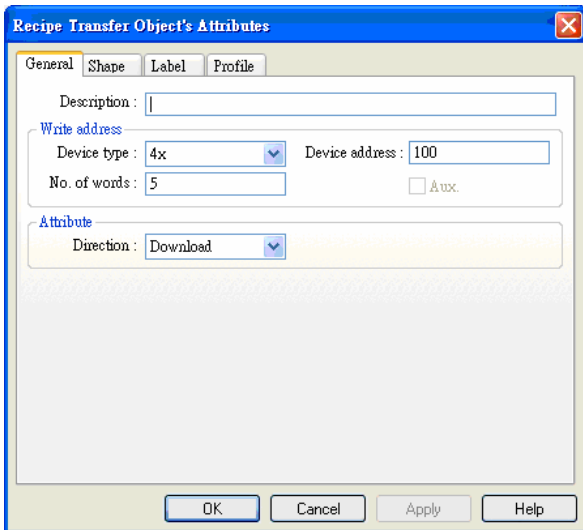 Recipe Transfer Object's Attributes
General Shape Label Profile
Description :
Write address
Device type : 4x Device address : 100
No. of words : 5 Aux.
Attribute
Direction : Download
OK Cancel Apply Help